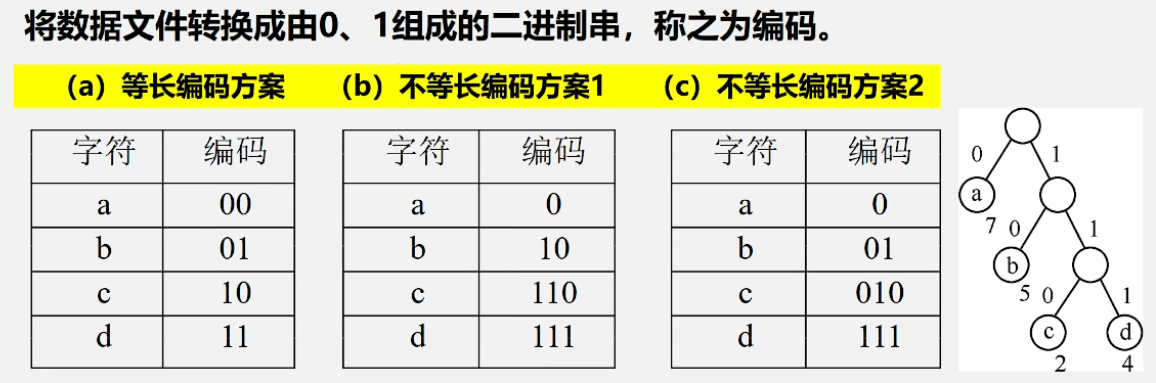 将数据文件转换成由0、1组成的二进制串，称之为编码。
（a）等长编码方案 （b）不等长编码方案1 （c）不等长编码方案2
字符 编码 字符 编码 字符 编码
a 00 a 0 a 0
b 01 b 10 b 01
c 10 c 110 c 010
d 11 d 111 d 111
0 1
a
7 0 1
b
5 0 1
c d
2 4